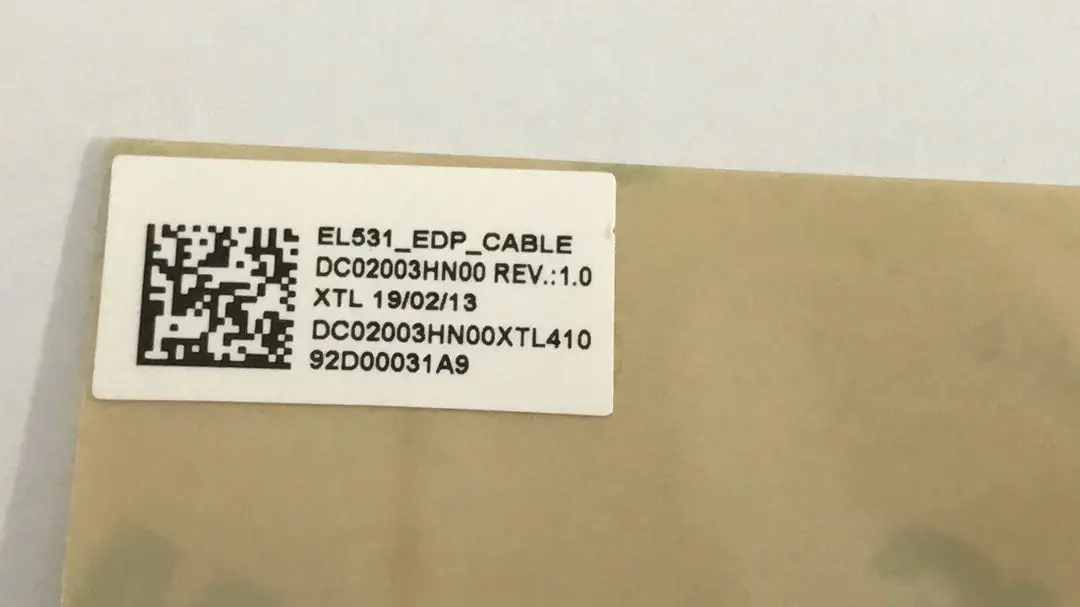 EL531_EDP_CABLE
DC02003HN00 REV.:1.0
XTL 19/02/13
DC02003HN00XTL410
92D00031A9